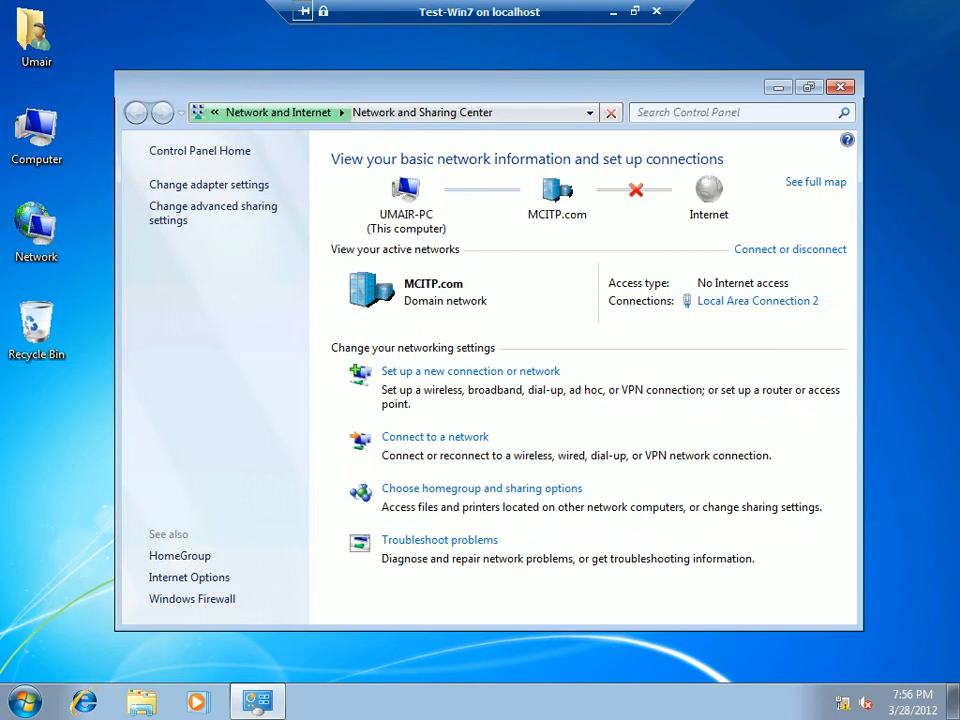 Test-Win7 on localhost
Umair
Computer
Network
Recycle Bin
« Network and Internet Network and Sharing Center
Search Control Panel
Control Panel Home
Change adapter settings
Change advanced sharing
settings
See also
HomeGroup
Internet Options
Windows Firewall
View your basic network information and set up connections
See full map
UMAIR-PC
(This computer)
MCITP.com
Internet
View your active networks
Connect or disconnect
MCITP.com
Domain network
Access type: No Internet access
Connections: Local Area Connection 2
Change your networking settings
Set up a new connection or network
Set up a wireless, broadband, dial-up, ad hoc, or VPN connection; or set up a router or access
point.
Connect to a network
Connect or reconnect to a wireless, wired, dial-up, or VPN network connection.
Choose homegroup and sharing options
Access files and printers located on other network computers, or change sharing settings.
Troubleshoot problems
Diagnose and repair network problems, or get troubleshooting information.
7:56 PM
3/28/2012